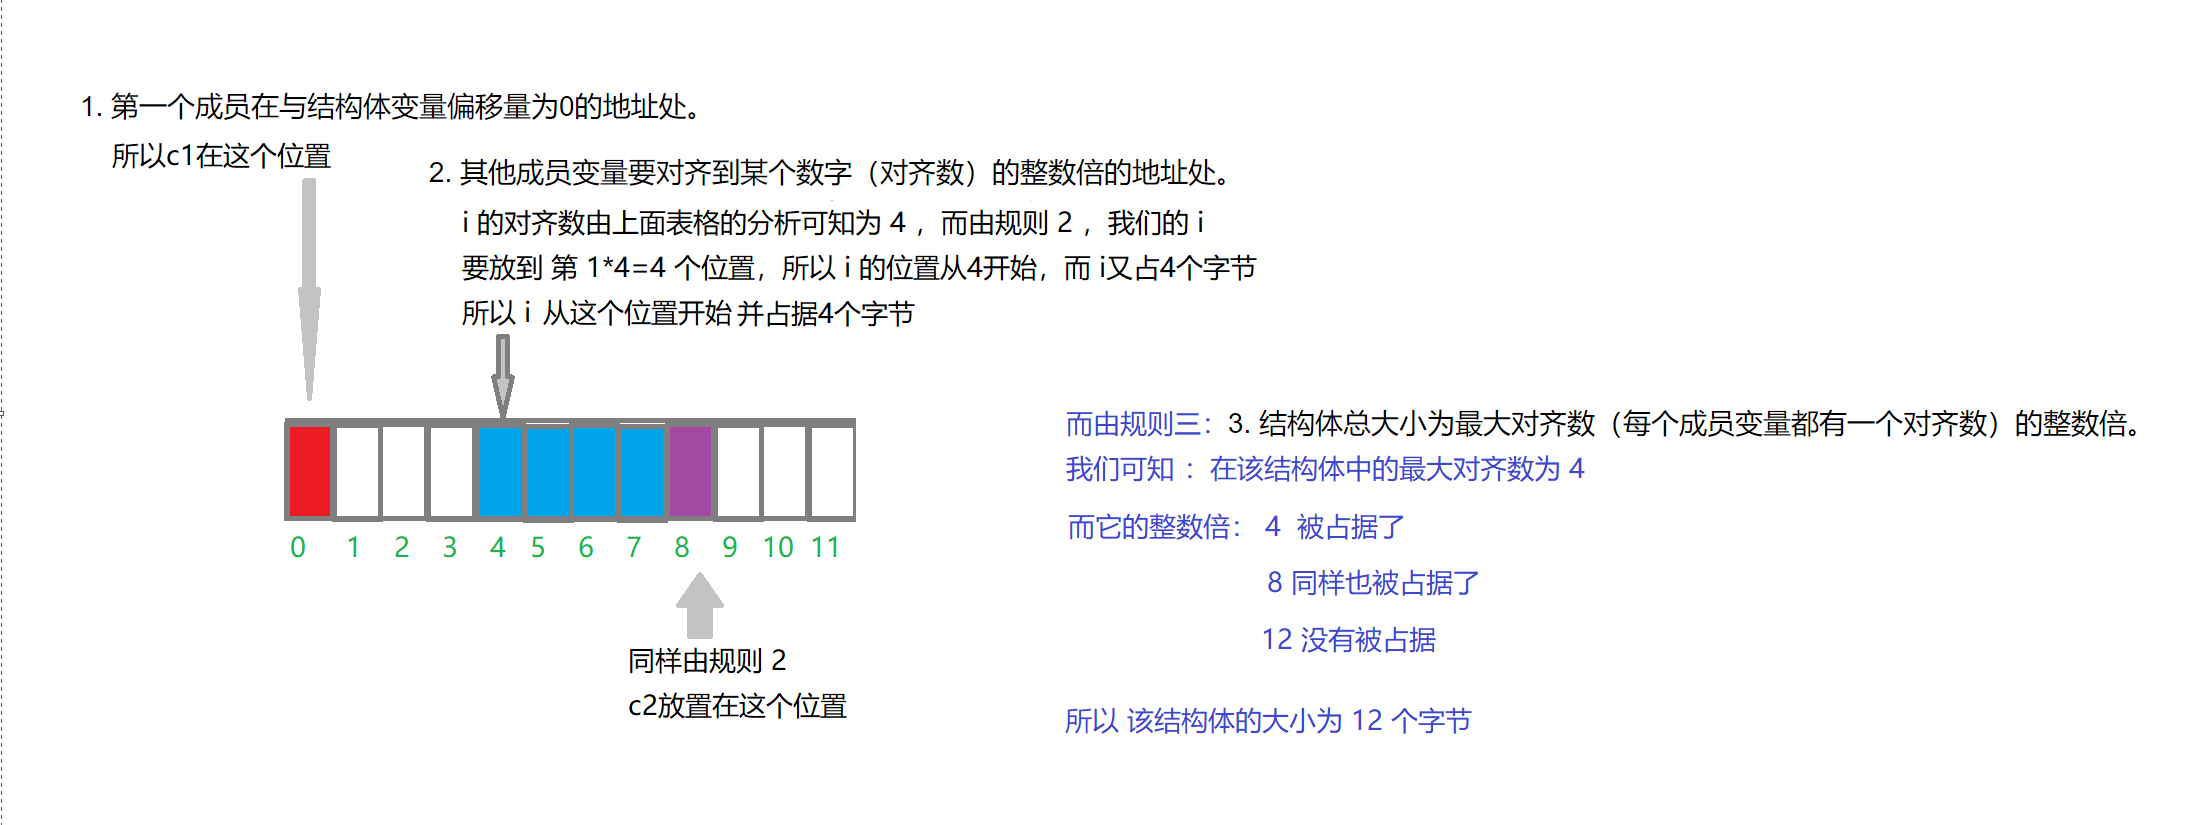 1. 第一个成员在与结构体变量偏移量为0的地址处。
所以c1在这个位置
2. 其他成员变量要对齐到某个数字（对齐数）的整数倍的地址处。
i 的对齐数由上面表格的分析可知为 4 ，而由规则 2 ，我们的 i
要放到 第 1*4=4 个位置，所以 i 的位置从4开始，而 i又占4个字节
所以 i 从这个位置开始 并占据4个字节
0 1 2 3 4 5 6 7 8 9 10 11
同样由规则 2
c2放置在这个位置
而由规则三：3. 结构体总大小为最大对齐数（每个成员变量都有一个对齐数）的整数倍。
我们可知 ：在该结构体中的最大对齐数为 4
而它的整数倍： 4 被占据了
8 同样也被占据了
12 没有被占据
所以 该结构体的大小为 12 个字节